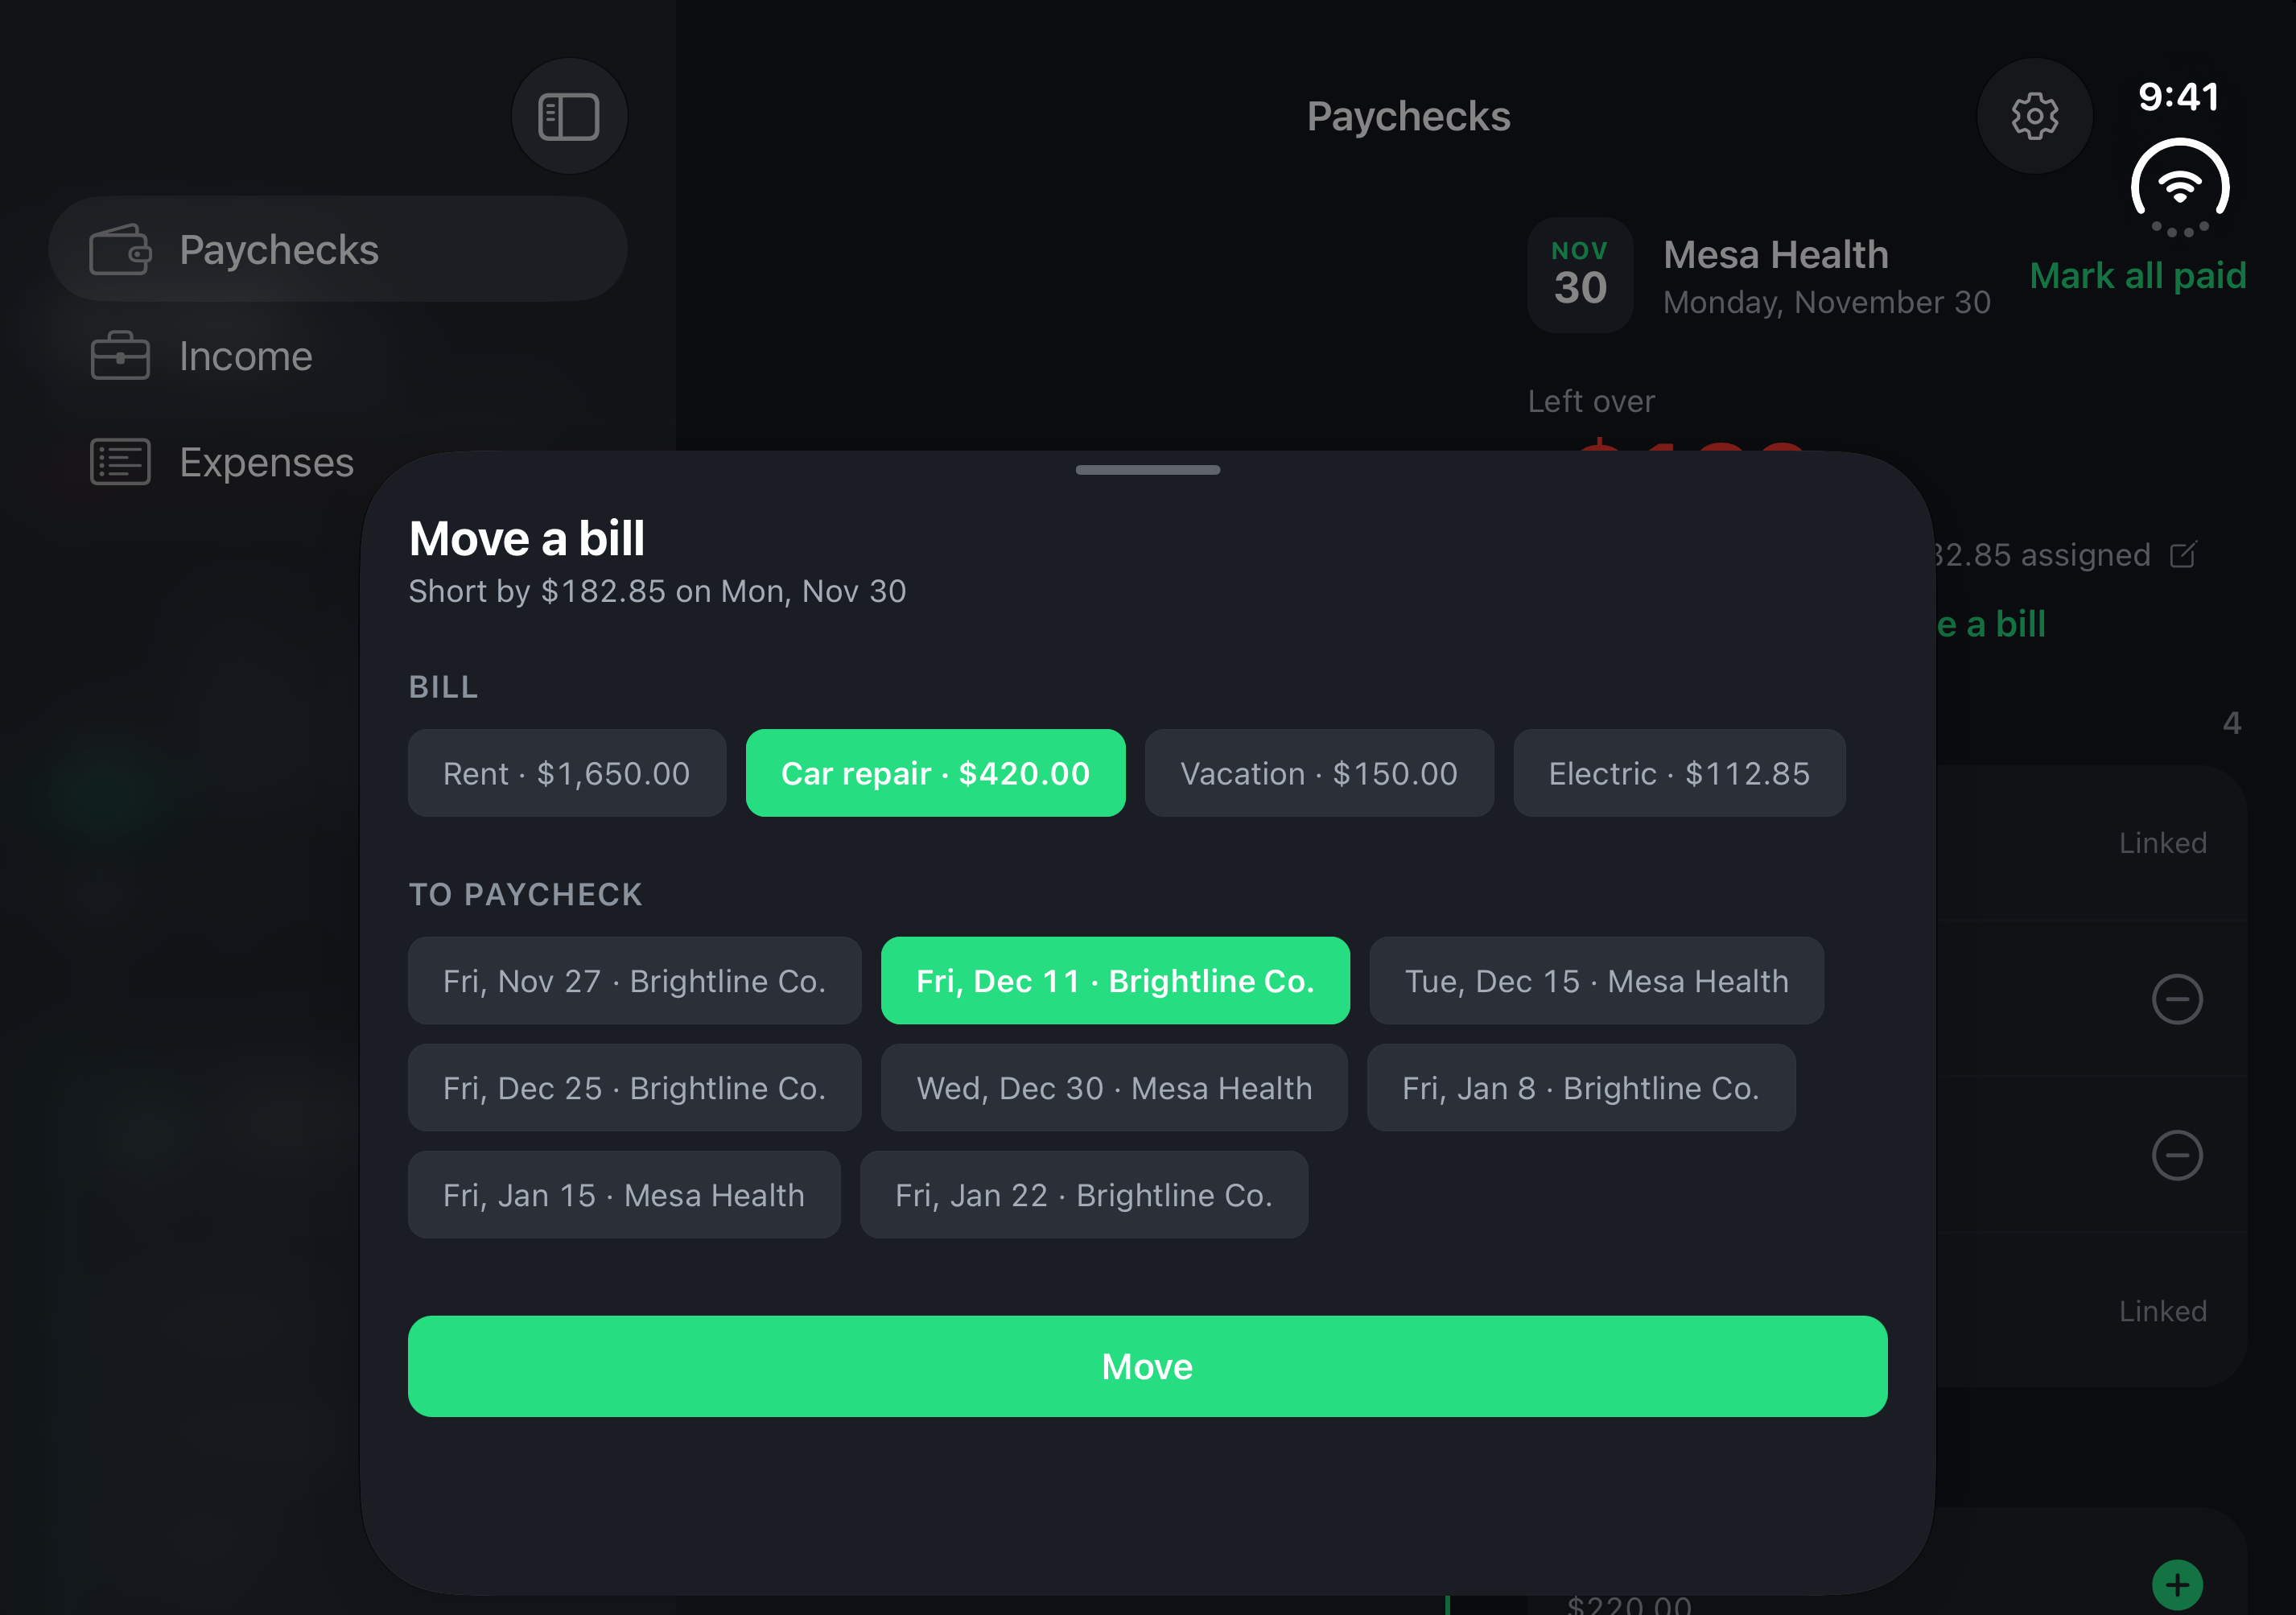 9:41
Paychecks
Paychecks
Income
Expenses
NOV
30
Mesa Health
Monday, November 30
Mark all paid
Left over
Move a bill
Short by $182.85 on Mon, Nov 30
BILL
Rent · $1,650.00
Car repair · $420.00
Vacation · $150.00
Electric · $112.85
TO PAYCHECK
Fri, Nov 27 · Brightline Co.
Fri, Dec 11 · Brightline Co.
Tue, Dec 15 · Mesa Health
Fri, Dec 25 · Brightline Co.
Wed, Dec 30 · Mesa Health
Fri, Jan 8 · Brightline Co.
Fri, Jan 15 · Mesa Health
Fri, Jan 22 · Brightline Co.
Move
assigned
a bill
4
Linked
Linked
$220.00